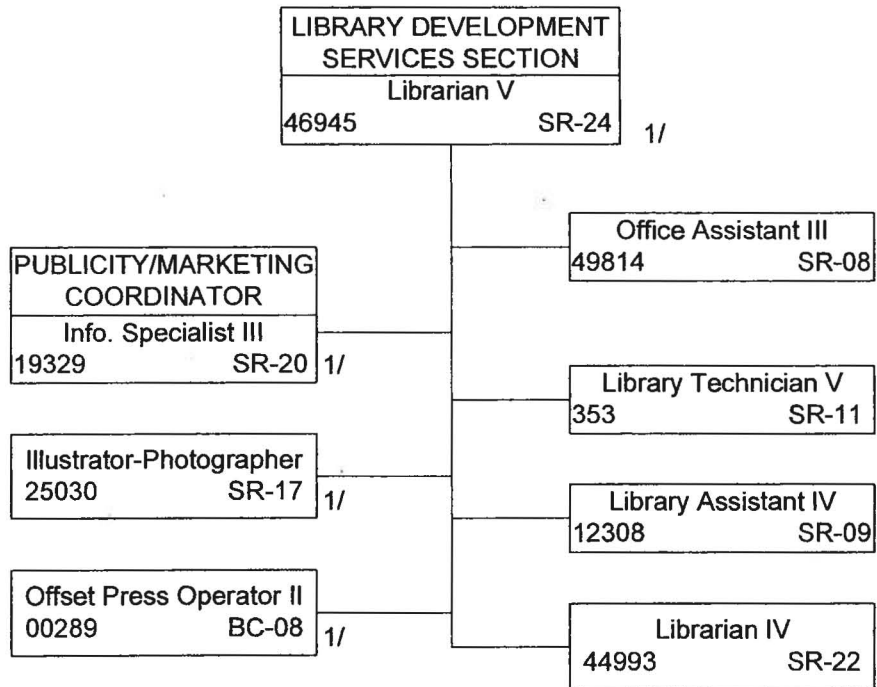 LIBRARY DEVELOPMENT
SERVICES SECTION
Librarian V
46945 SR-24 1/
PUBLICITY/MARKETING
COORDINATOR
Info. Specialist III
19329 SR-20 1/
Illustrator-Photographer
25030 SR-17 1/
Offset Press Operator II
00289 BC-08 1/
Office Assistant III
49814 SR-08
Library Technician V
353 SR-11
Library Assistant IV
12308 SR-09
Librarian IV
44993 SR-22